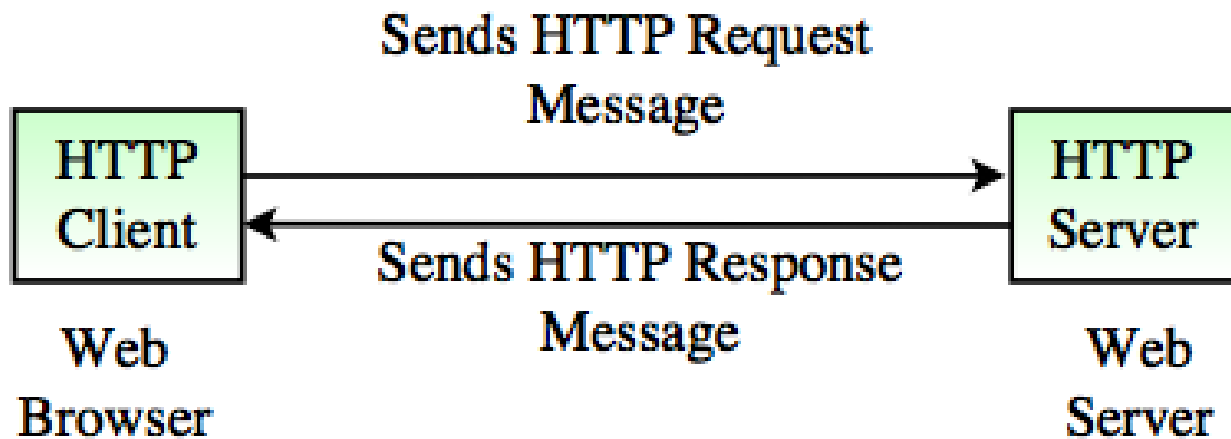 Sends HTTP Request
Message
HTTP
Client
HTTP
Server
Sends HTTP Response
Message
Web
Browser
Web
Server